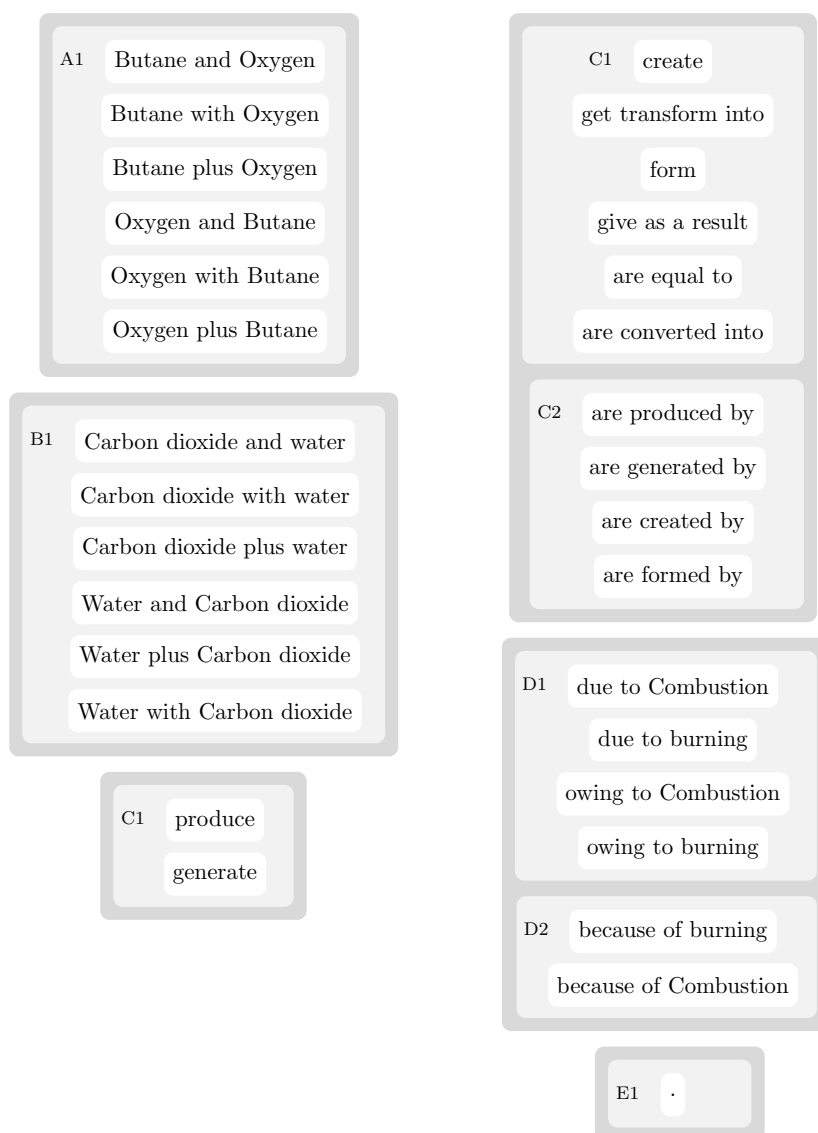 A1 Butane and Oxygen
Butane with Oxygen
Butane plus Oxygen
Oxygen and Butane
Oxygen with Butane
Oxygen plus Butane
B1 Carbon dioxide and water
Carbon dioxide with water
Carbon dioxide plus water
Water and Carbon dioxide
Water plus Carbon dioxide
Water with Carbon dioxide
C1 produce
generate
C1 create
get transform into
form
give as a result
are equal to
are converted into
C2 are produced by
are generated by
are created by
are formed by
D1 due to Combustion
due to burning
owing to Combustion
owing to burning
D2 because of burning
because of Combustion
E1 .